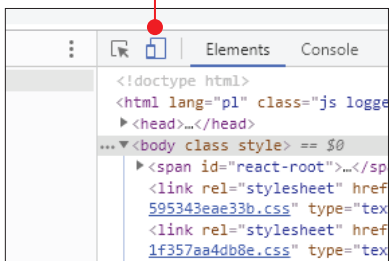 Elements Console
<!doctype html>
<html lang="pl" class="js logge
▶<head>…</head>
…▼<body class style> == $0
▶<span id="react-root">…</sp
<link rel="stylesheet" href
595343eae33b.css" type="tex
<link rel="stylesheet" href
1f357aa4db8e.css" type="tex